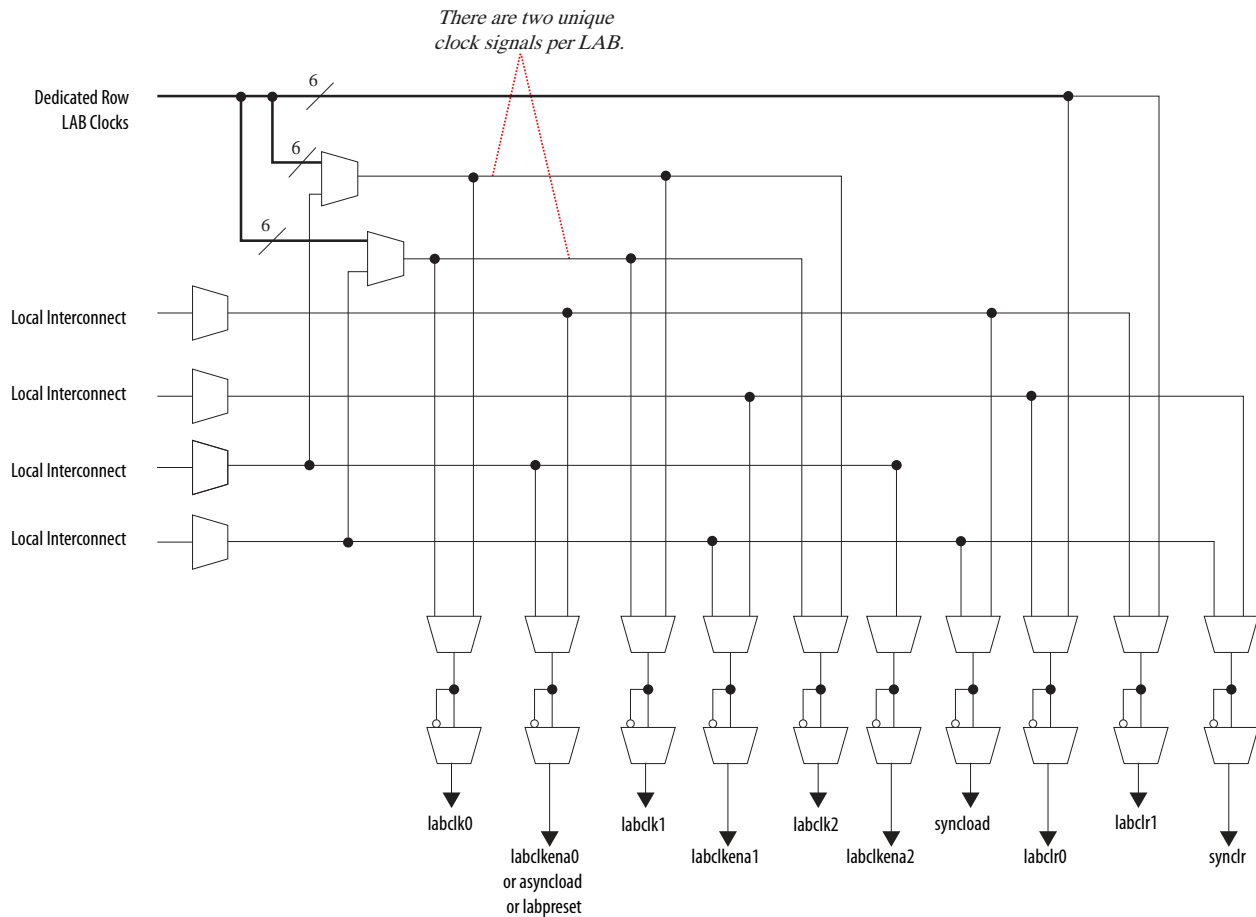 There are two unique
clock signals per LAB.
6
Dedicated Row
LAB Clocks
6
6
Local Interconnect
Local Interconnect
Local Interconnect
Local Interconnect
labclk0
labclk1
labclk2
syncload
labclr1
labclkena0
or asyncload
or labpreset
labclkena1
labclkena2
labclr0
synclr